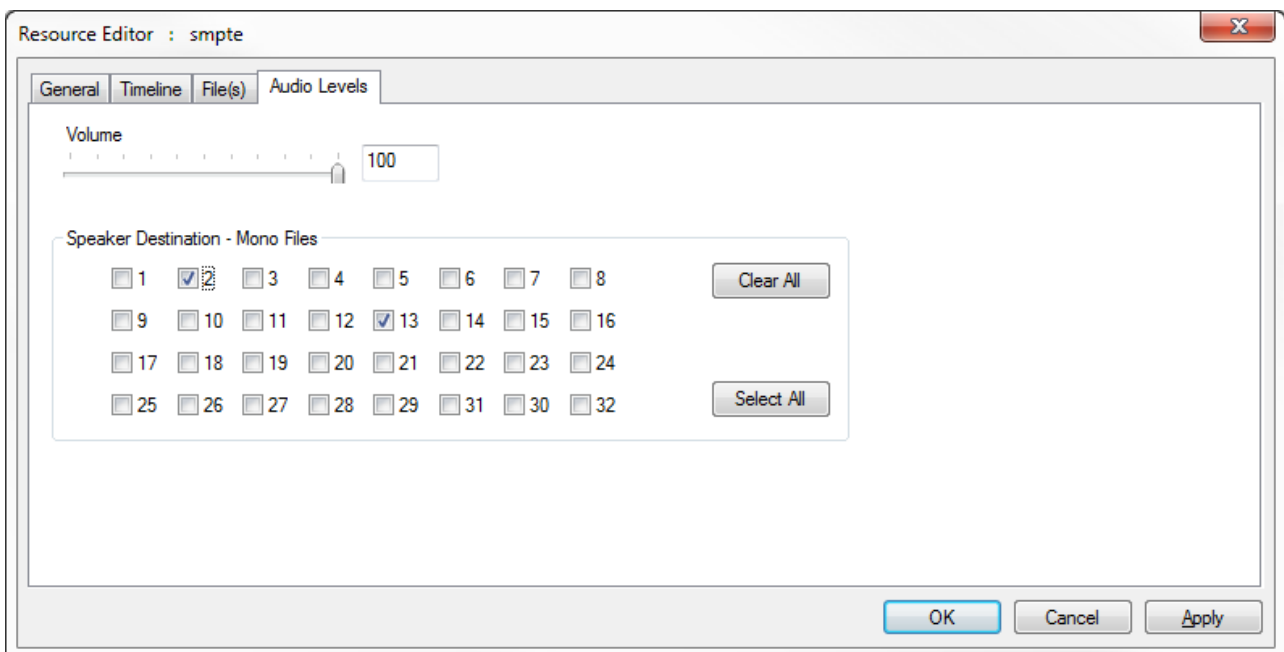 Resource Editor : smpte
General Timeline File(s) Audio Levels
Volume
100
Speaker Destination - Mono Files
1 2 3 4 5 6 7 8 Clear All
9 10 11 12 13 14 15 16
17 18 19 20 21 22 23 24
25 26 27 28 29 31 30 32 Select All
OK Cancel Apply